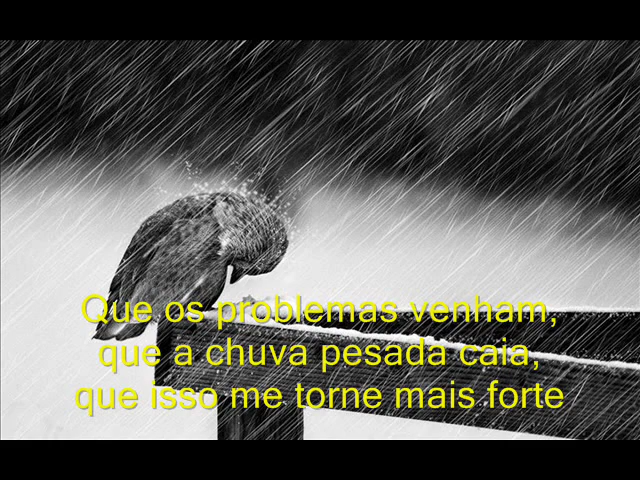 Que os problemas venham,
que a chuva pesada caia,
que isso me torne mais forte